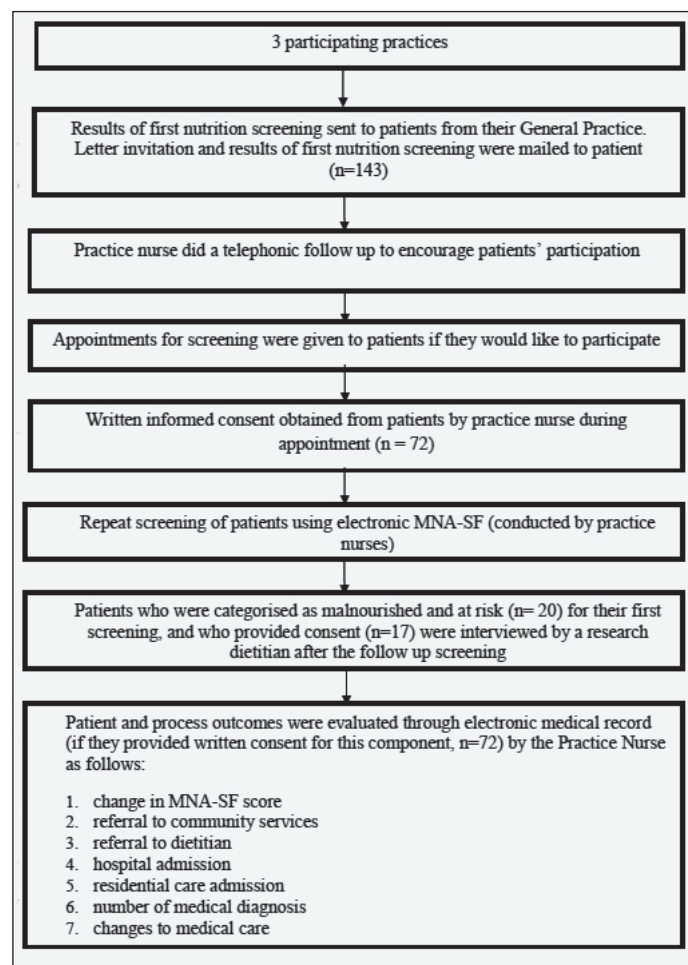 3 participating practices
Results of first nutrition screening sent to patients from their General Practice.
Letter invitation and results of first nutrition screening were mailed to patient
(n=143)
Practice nurse did a telephonic follow up to encourage patients’ participation
Appointments for screening were given to patients if they would like to participate
Written informed consent obtained from patients by practice nurse during
appointment (n = 72)
Repeat screening of patients using electronic MNA-SF (conducted by practice
nurses)
Patients who were categorised as malnourished and at risk (n= 20) for their first
screening, and who provided consent (n=17) were interviewed by a research
dietitian after the follow up screening
Patient and process outcomes were evaluated through electronic medical record
(if they provided written consent for this component, n=72) by the Practice Nurse
as follows:
1. change in MNA-SF score
2. referral to community services
3. referral to dietitian
4. hospital admission
5. residential care admission
6. number of medical diagnosis
7. changes to medical care